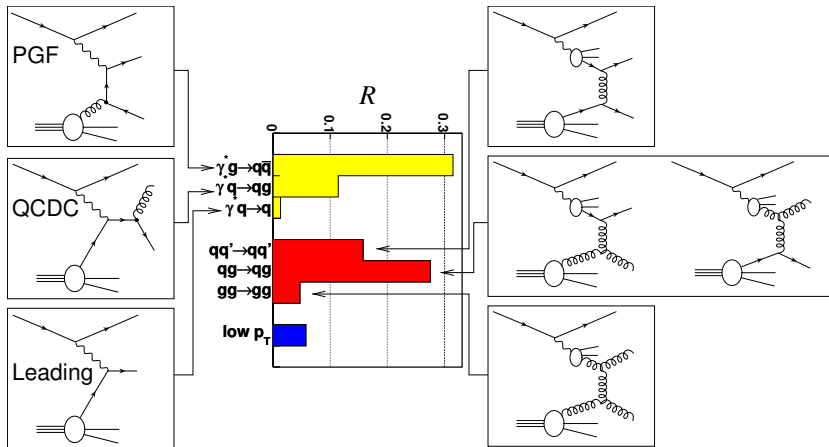 PGF
QCDC
Leading
R
0
0.1
0.2
0.3
γ*g→qq̄
γ*q→qg
γ*q→q
qq'→qq'
qg→qg
gg→gg
low p_T